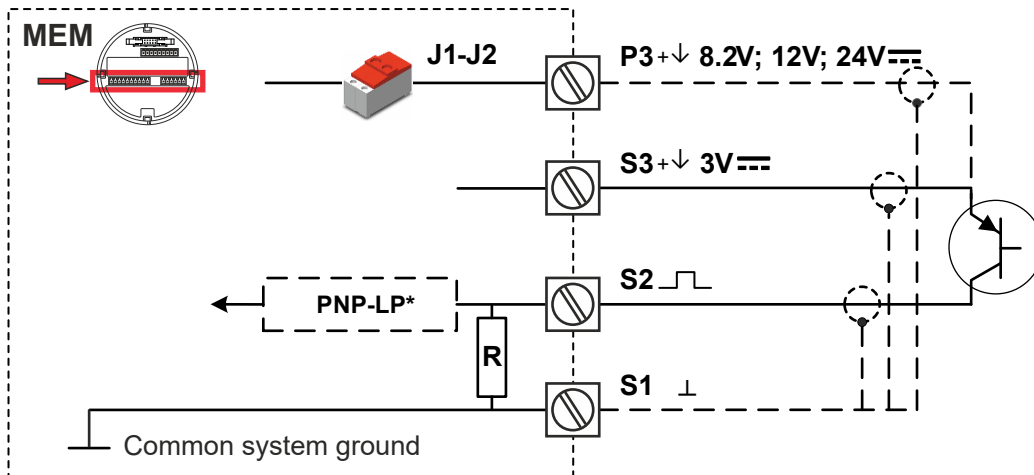 MEM
J1-J2
P3 +↓ 8.2V; 12V; 24V
S3 +↓ 3V
PNP-LP*
S2
R
S1 ⊥
Common system ground